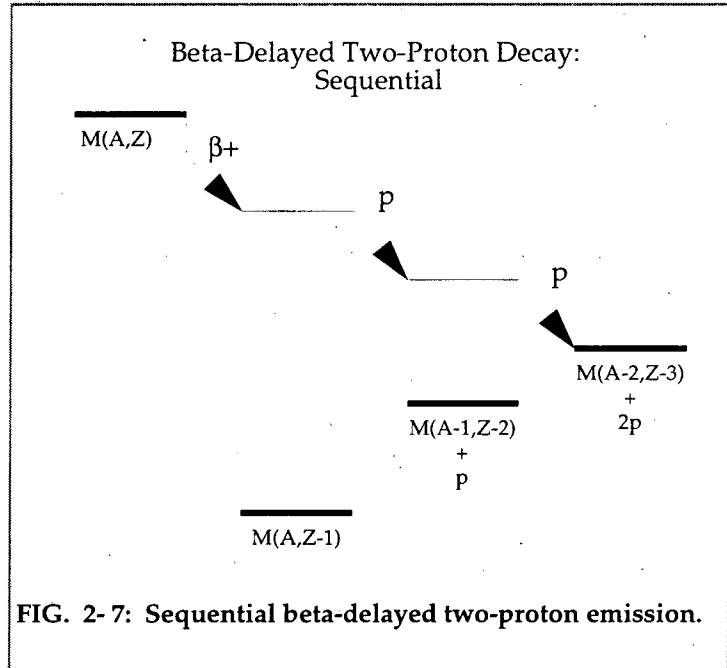 Beta-Delayed Two-Proton Decay:
Sequential
M(A,Z)
β+
p
p
M(A-2,Z-3)
+
2p
M(A-1,Z-2)
+
p
M(A,Z-1)
FIG. 2- 7: Sequential beta-delayed two-proton emission.